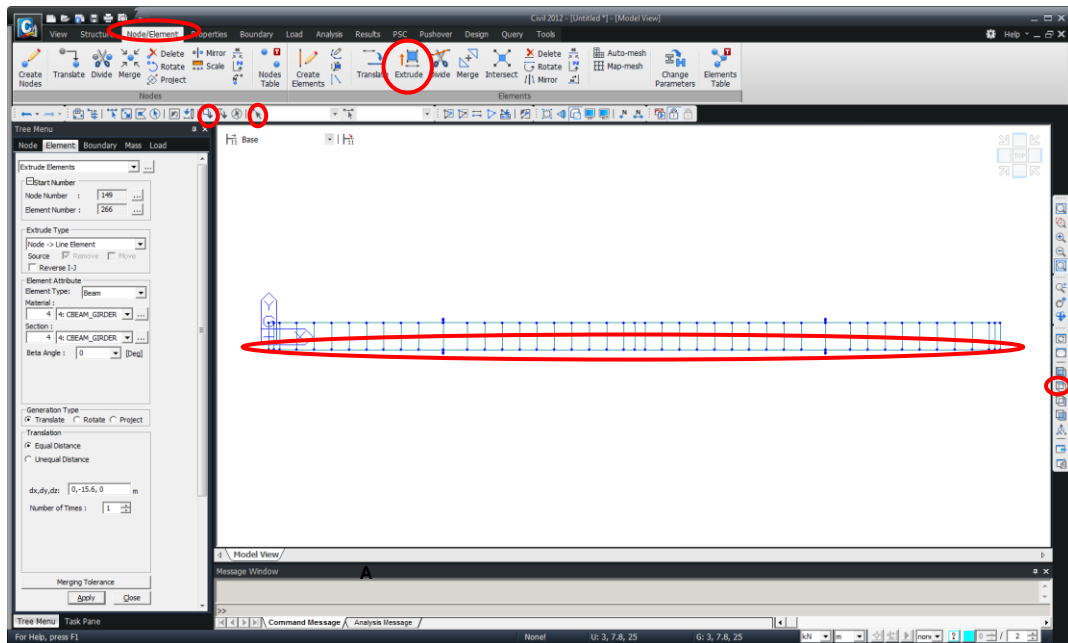 Civil 2012 - [Untitled *] - [Model View]
View Structure Node/Element Properties Boundary Load Analysis Results PSC Pushover Design Query Tools Help
Create Nodes Translate Divide Merge Delete Rotate Project Mirror Scale Nodes Table
Create Elements Translate Extrude Divide Merge Intersect Delete Rotate Mirror Auto-mesh Map-mesh Change Parameters Elements Table
Nodes Elements
Tree Menu
Node Element Boundary Mass Load
Base
TOP
Extrude Elements
Start Number
Node Number : 149
Element Number : 266
Extrude Type
Node -> Line Element
Source Remove Move
Reverse I-J
Element Attribute
Element Type: Beam
Material :
4 4: CBEAM_GIRDER
Section :
4 4: CBEAM_GIRDER
Beta Angle : 0 [Deg]
Generation Type
Translate Rotate Project
Translation
Equal Distance
Unequal Distance
dx,dy,dz: 0,-15.6, 0 m
Number of Times : 1
Merging Tolerance
Apply Close
Y
X
Model View
Message Window
A
>>
Tree Menu Task Pane
Command Message Analysis Message
For Help, press F1
None! U: 3, 7.8, 25 G: 3, 7.8, 25 kN m non 0 / 2